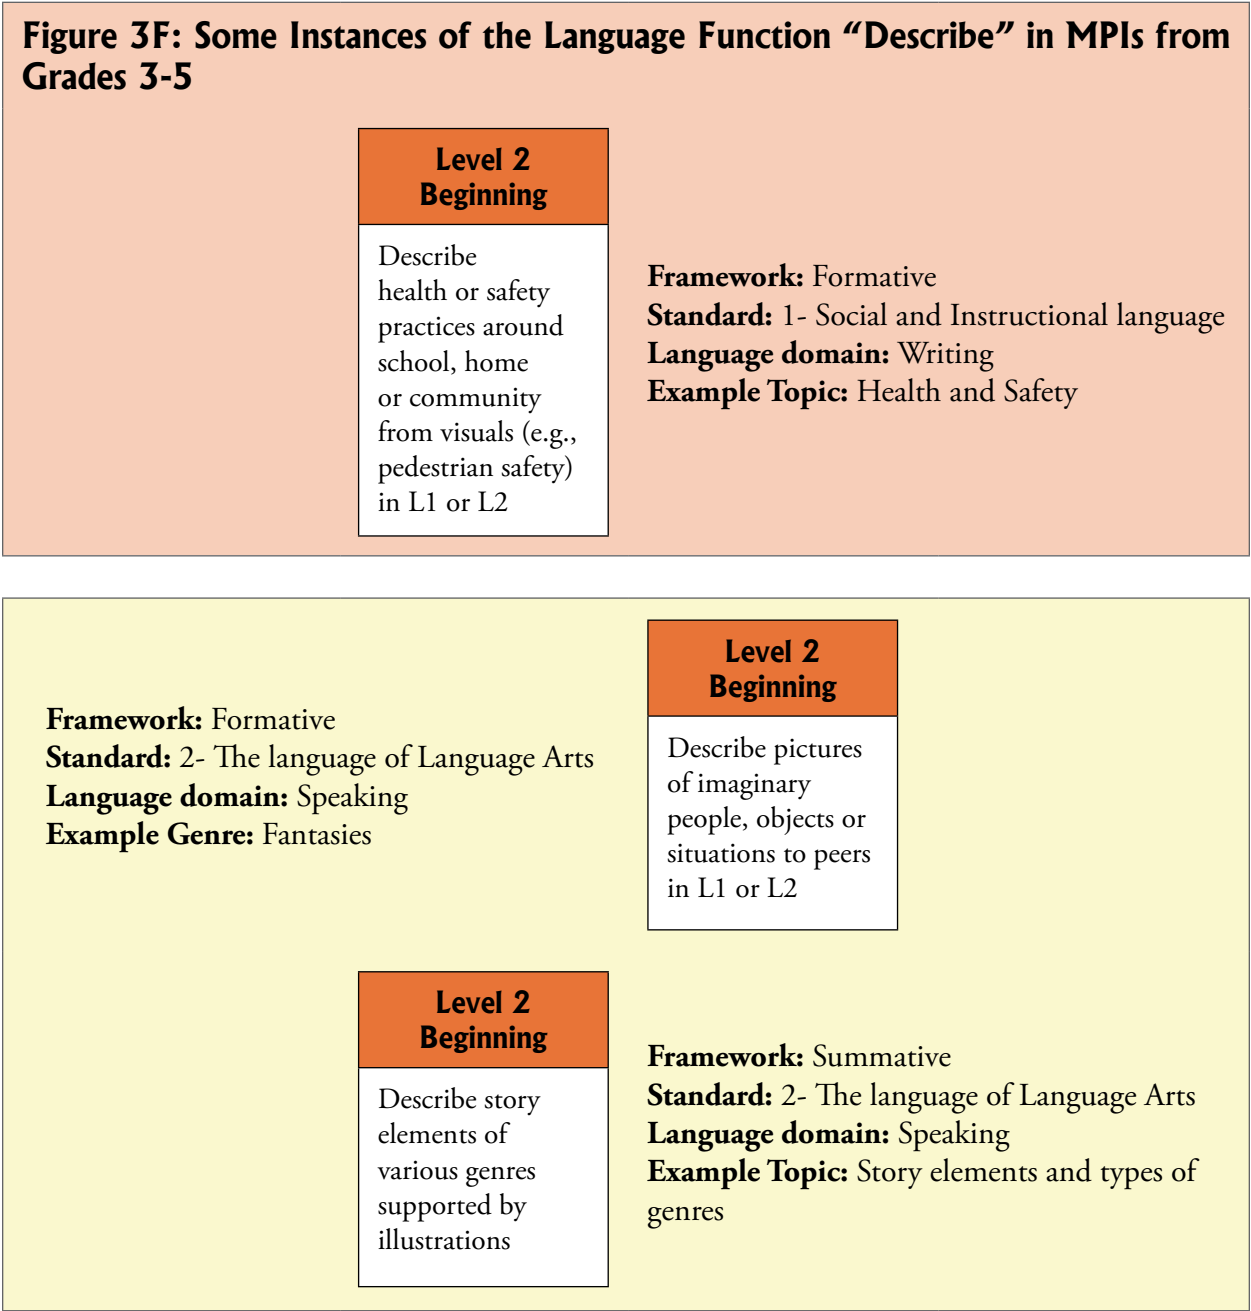 Figure 3F: Some Instances of the Language Function “Describe” in MPIs from
Grades 3-5
Level 2
Beginning
Describe
health or safety
practices around
school, home
or community
from visuals (e.g.,
pedestrian safety)
in L1 or L2
Framework: Formative
Standard: 1- Social and Instructional language
Language domain: Writing
Example Topic: Health and Safety
Framework: Formative
Standard: 2- The language of Language Arts
Language domain: Speaking
Example Genre: Fantasies
Level 2
Beginning
Describe pictures
of imaginary
people, objects or
situations to peers
in L1 or L2
Level 2
Beginning
Describe story
elements of
various genres
supported by
illustrations
Framework: Summative
Standard: 2- The language of Language Arts
Language domain: Speaking
Example Topic: Story elements and types of
genres